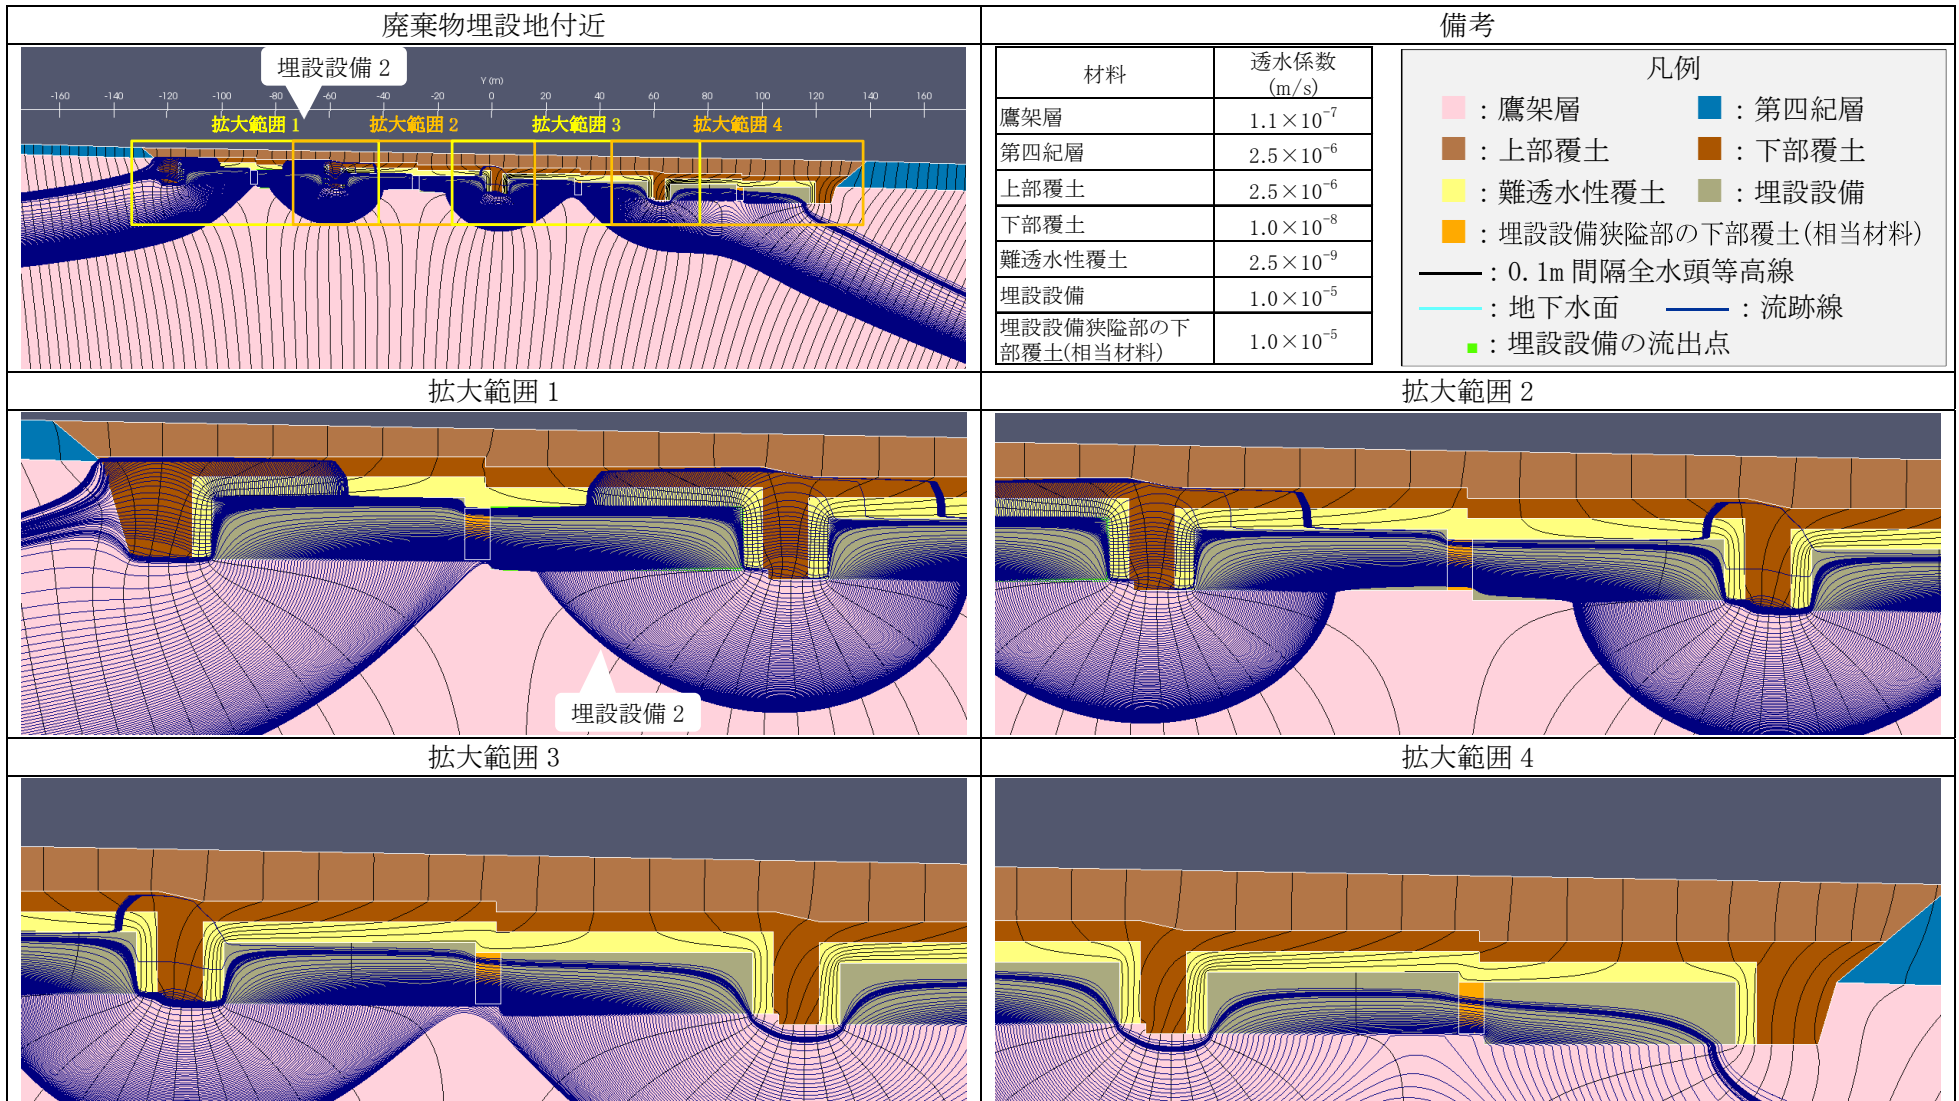 廃棄物埋設地付近
備考
埋設設備 2
Y (m)
-160 -140 -120 -100 -80 -60 -40 -20 0 20 40 60 80 100 120 140 160
拡大範囲 1
拡大範囲 2
拡大範囲 3
拡大範囲 4
材料 透水係数
(m/s)
鷹架層 1.1×10⁻⁷
第四紀層 2.5×10⁻⁶
上部覆土 2.5×10⁻⁶
下部覆土 1.0×10⁻⁸
難透水性覆土 2.5×10⁻⁹
埋設設備 1.0×10⁻⁵
埋設設備狭隘部の下
部覆土(相当材料) 1.0×10⁻⁵
凡例
：鷹架層 ：第四紀層
：上部覆土 ：下部覆土
：難透水性覆土 ：埋設設備
：埋設設備狭隘部の下部覆土(相当材料)
：0.1m 間隔全水頭等高線
：地下水面 ：流跡線
：埋設設備の流出点
拡大範囲 1
拡大範囲 2
埋設設備 2
拡大範囲 3
拡大範囲 4